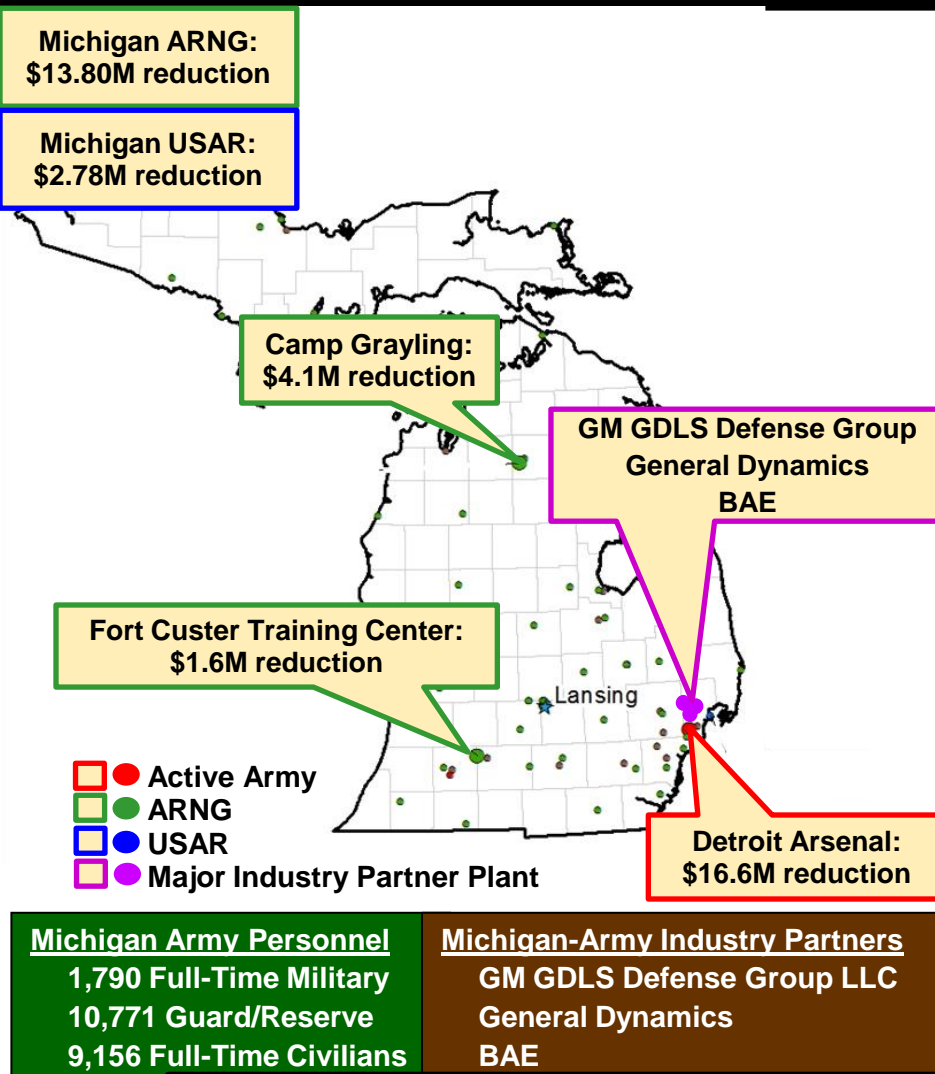 Michigan ARNG:
$13.80M reduction
Michigan USAR:
$2.78M reduction
Camp Grayling:
$4.1M reduction
GM GDLS Defense Group
General Dynamics
BAE
Fort Custer Training Center:
$1.6M reduction
Lansing
Active Army
ARNG
USAR
Major Industry Partner Plant
Detroit Arsenal:
$16.6M reduction
Michigan Army Personnel
1,790 Full-Time Military
10,771 Guard/Reserve
9,156 Full-Time Civilians
Michigan-Army Industry Partners
GM GDLS Defense Group LLC
General Dynamics
BAE